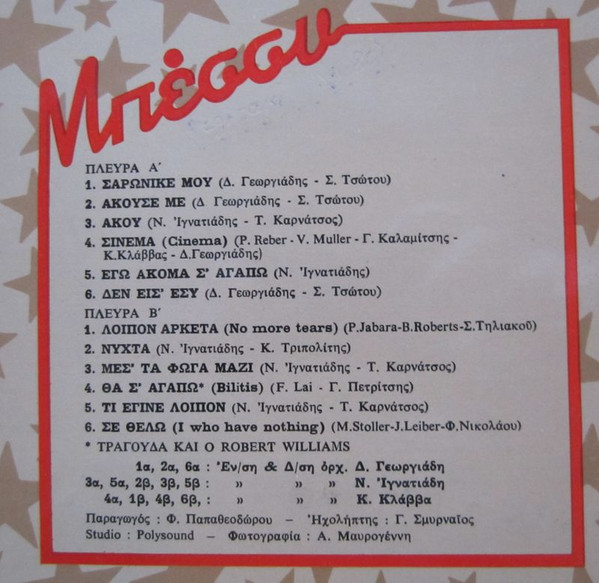 Μπέσσυ
ΠΛΕΥΡΑ Α΄
1. ΣΑΡΩΝΙΚΕ ΜΟΥ (Δ. Γεωργιάδης - Σ. Τσώτου)
2. ΑΚΟΥΣΕ ΜΕ (Δ Γεωργιάδης - Σ. Τσώτου)
3. ΑΚΟΥ (Ν. Ἰγνατιάδης - Τ. Καρνάτσος)
4. ΣΙΝΕΜΑ (Cinema) (P. Reber - V. Muller - Γ. Καλαμίτσης -
Κ.Κλάββας - Δ.Γεωργιάδης)
5. ΕΓΩ ΑΚΟΜΑ Σ' ΑΓΑΠΩ (Ν. Ἰγνατιάδης)
6. ΔΕΝ ΕΙΣ' ΕΣΥ (Δ. Γεωργιάδης - Σ. Τσώτου)
ΠΛΕΥΡΑ Β΄
1. ΛΟΙΠΟΝ ΑΡΚΕΤΑ (No more tears) (P.Jabara-B.Roberts-Σ.Τηλιακοῦ)
2. ΝΥΧΤΑ (Ν. Ἰγνατιάδης - Κ. Τριπολίτης)
3. ΜΕΣ' ΤΑ ΦΩΓΑ ΜΑΖΙ (Ν. Ἰγνατιάδης - Τ. Καρνάτσος)
4. ΘΑ Σ' ΑΓΑΠΩ* (Bilitis) (F. Lai - Γ. Πετρίτσης)
5. ΤΙ ΕΓΙΝΕ ΛΟΙΠΟΝ (Ν. Ἰγνατιάδης - Τ. Καρνάτσος)
6. ΣΕ ΘΕΛΩ (I who have nothing) (M.Stoller-J.Leiber-Φ.Νικολάου)
* ΤΡΑΓΟΥΔΑ ΚΑΙ Ο ROBERT WILLIAMS
1α, 2α, 6α : Ἐν/ση & Δ/ση ὀρχ. Δ. Γεωργιάδη
3α, 5α, 2β, 3β, 5β : » » » Ν. Ἰγνατιάδη
4α, 1β, 4β, 6β, : » » » Κ. Κλάββα
Παραγωγός : Φ. Παπαθεοδώρου - Ἠχολήπτης : Γ. Σμυρναῖος
Studio : Polysound - Φωτογραφία : Α. Μαυρογέννη